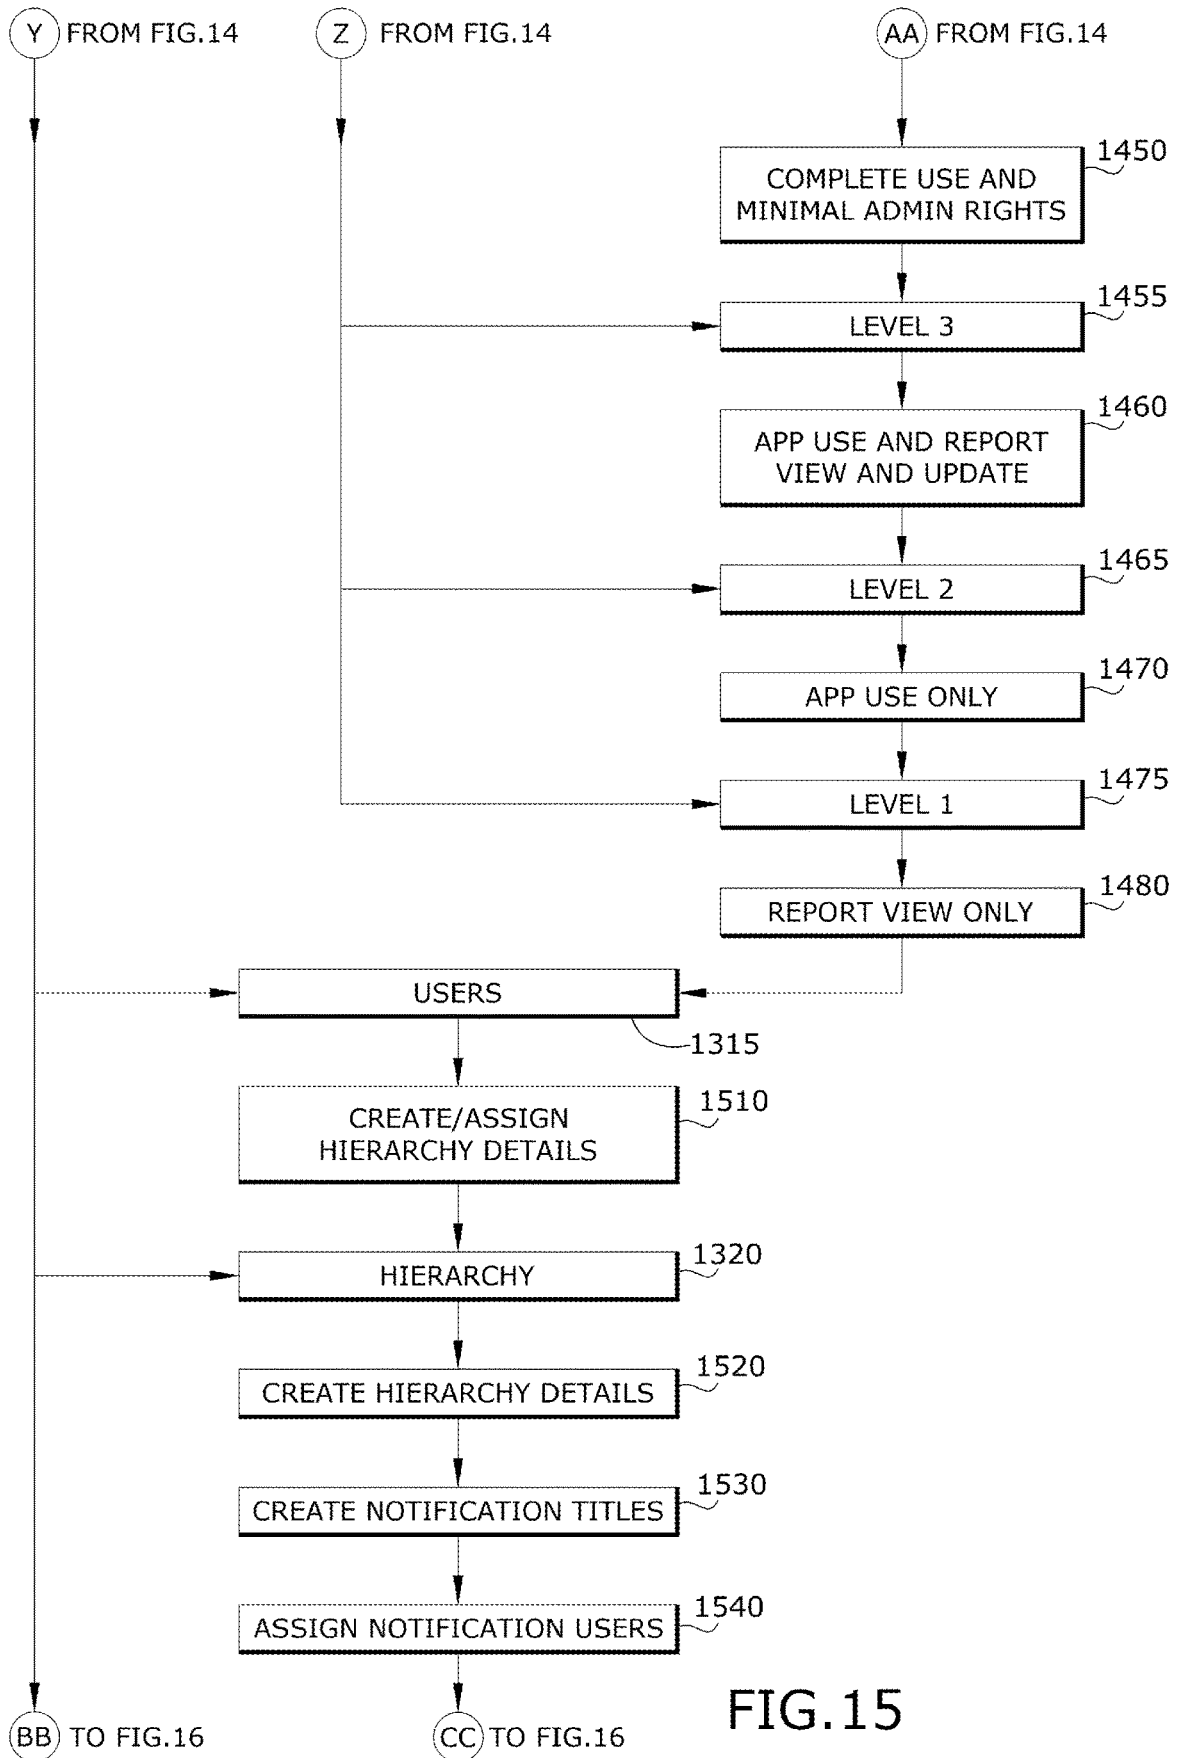 Y FROM FIG.14
Z FROM FIG.14
AA FROM FIG.14
1450
COMPLETE USE AND
MINIMAL ADMIN RIGHTS
1455
LEVEL 3
1460
APP USE AND REPORT
VIEW AND UPDATE
1465
LEVEL 2
1470
APP USE ONLY
1475
LEVEL 1
1480
REPORT VIEW ONLY
USERS
1315
CREATE/ASSIGN
HIERARCHY DETAILS
1510
HIERARCHY
1320
CREATE HIERARCHY DETAILS
1520
CREATE NOTIFICATION TITLES
1530
ASSIGN NOTIFICATION USERS
1540
BB TO FIG.16
CC TO FIG.16
FIG.15